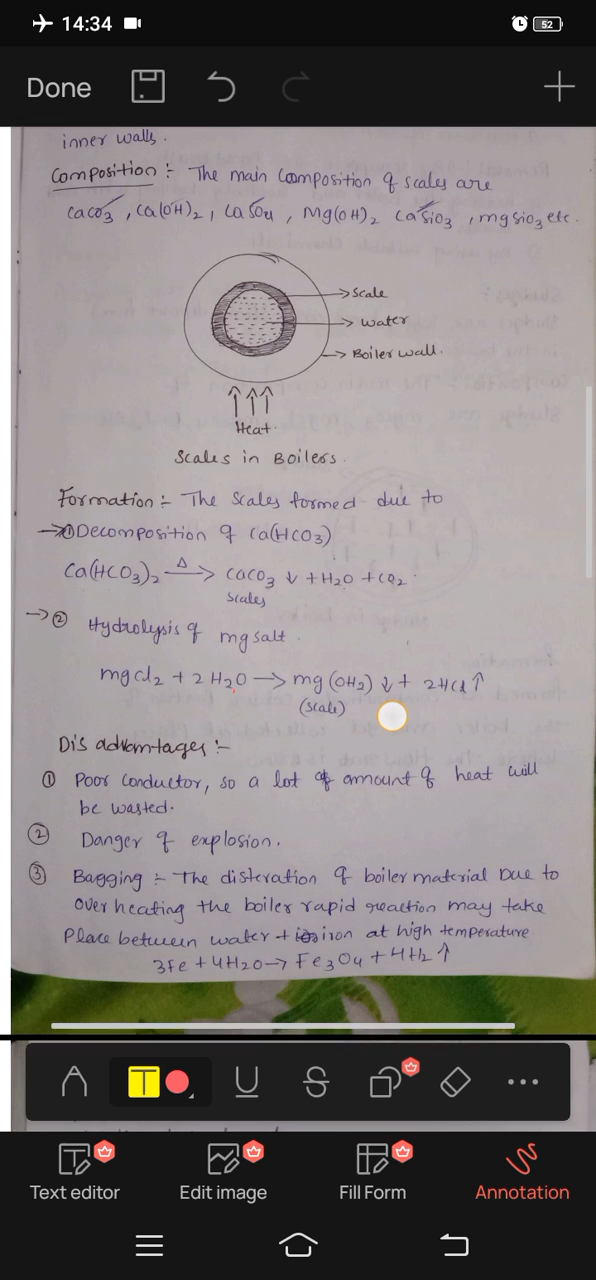 14:34
52
Done
inner walls.
Composition :- The main composition of scales are
CaCO3, Ca(OH)2, CaSO4, Mg(OH)2 CaSiO3, mgSiO3 etc.
Scale
water
Boiler wall.
Heat.
Scales in Boilers.
Formation :- The Scales formed due to
→① Decomposition of Ca(HCO3)
Ca(HCO3)2 —Δ→ CaCO3 ↓ + H2O + CO2
Scales
→② Hydrolysis of mg salt.
mgCl2 + 2H2O → mg(OH2) ↓ + 2HCl ↑
(Scale)
Dis advantages :-
① Poor conductor, so a lot of amount of heat will
be wasted.
② Danger of explosion.
③ Bagging :- The disteration of boiler material Due to
over heating the boiler rapid reaction may take
Place between water + iron at high temperature
3Fe + 4H2O → Fe3O4 + 4H2 ↑
T
U
S
Text editor
Edit image
Fill Form
Annotation